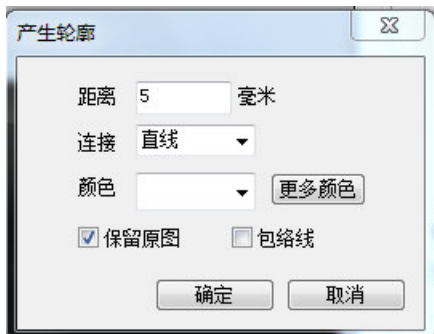 产生轮廓
距离 5 毫米
连接 直线
颜色 更多颜色
保留原图 包络线
确定 取消